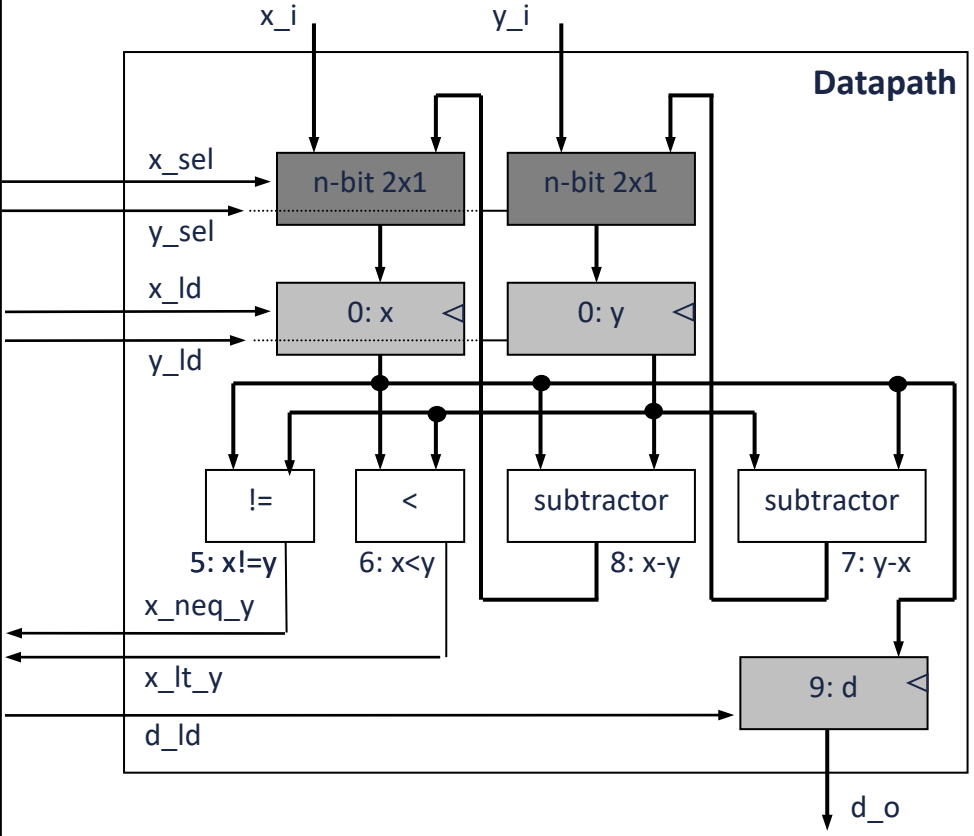 x_i
y_i
Datapath
x_sel
n-bit 2x1
n-bit 2x1
y_sel
x_ld
0: x
0: y
y_ld
!=
<
subtractor
subtractor
5: x!=y
6: x<y
8: x-y
7: y-x
x_neq_y
x_lt_y
9: d
d_ld
d_o